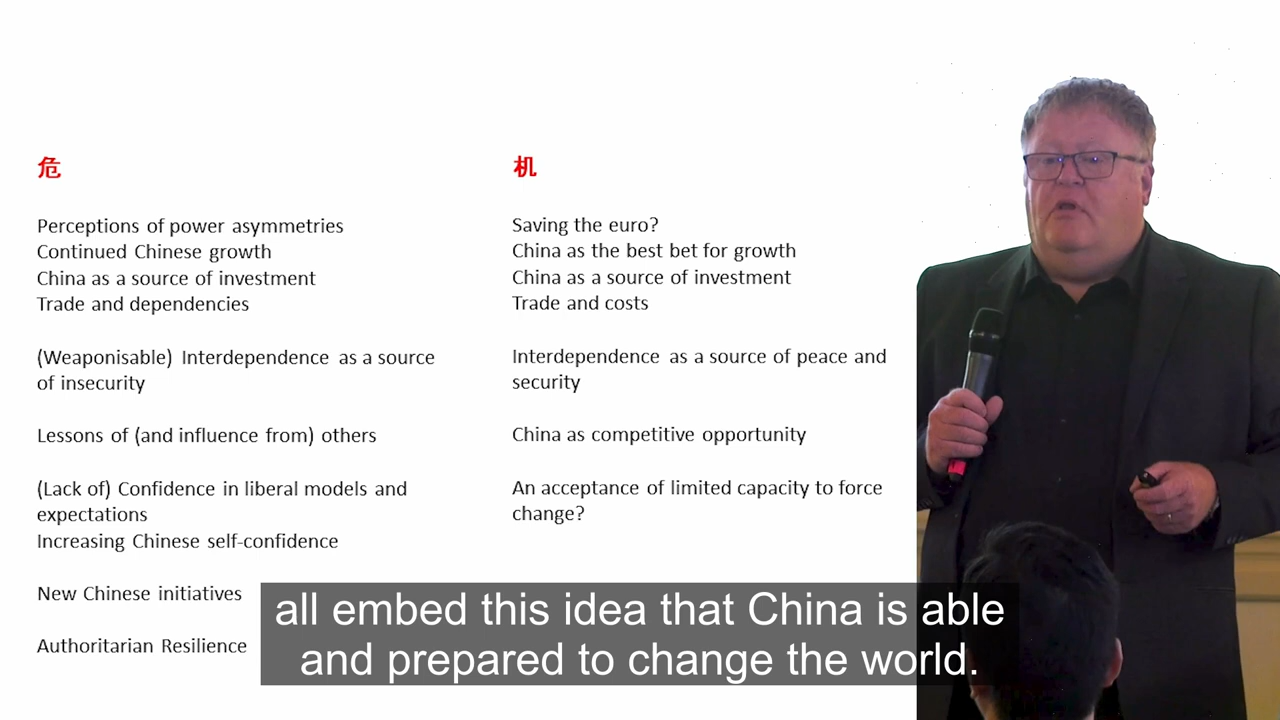 危
Perceptions of power asymmetries
Continued Chinese growth
China as a source of investment
Trade and dependencies
(Weaponisable) Interdependence as a source
of insecurity
Lessons of (and influence from) others
(Lack of) Confidence in liberal models and
expectations
Increasing Chinese self-confidence
New Chinese initiatives
Authoritarian Resilience
机
Saving the euro?
China as the best bet for growth
China as a source of investment
Trade and costs
Interdependence as a source of peace and
security
China as competitive opportunity
An acceptance of limited capacity to force
change?
all embed this idea that China is able
and prepared to change the world.